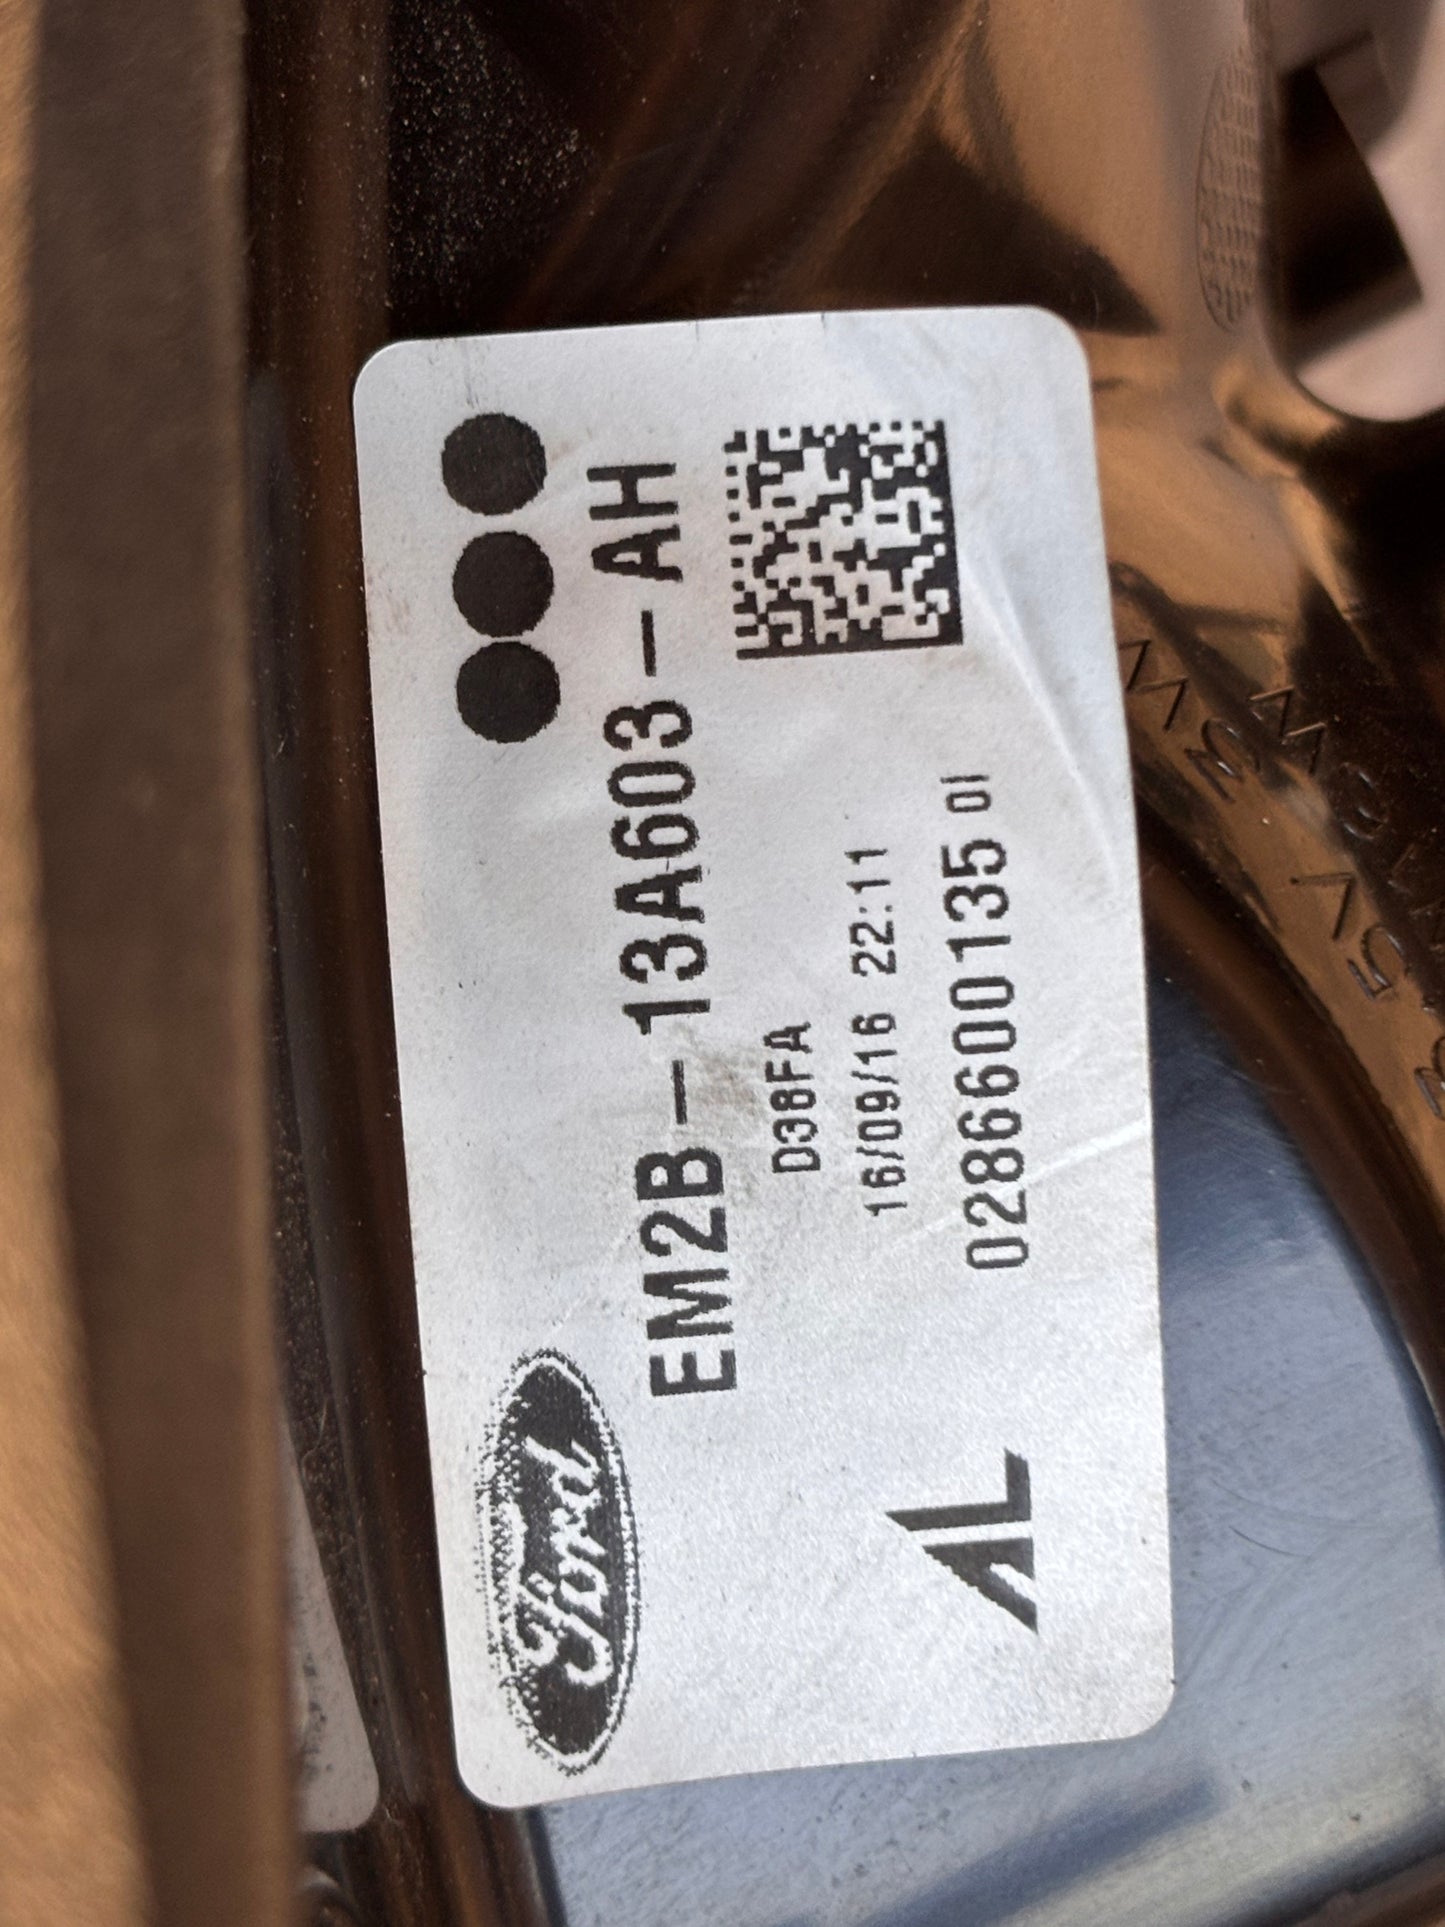 Ford
EM2B-13A603-AH
D38FA
16/09/16 22:11
0286600135 01
AL